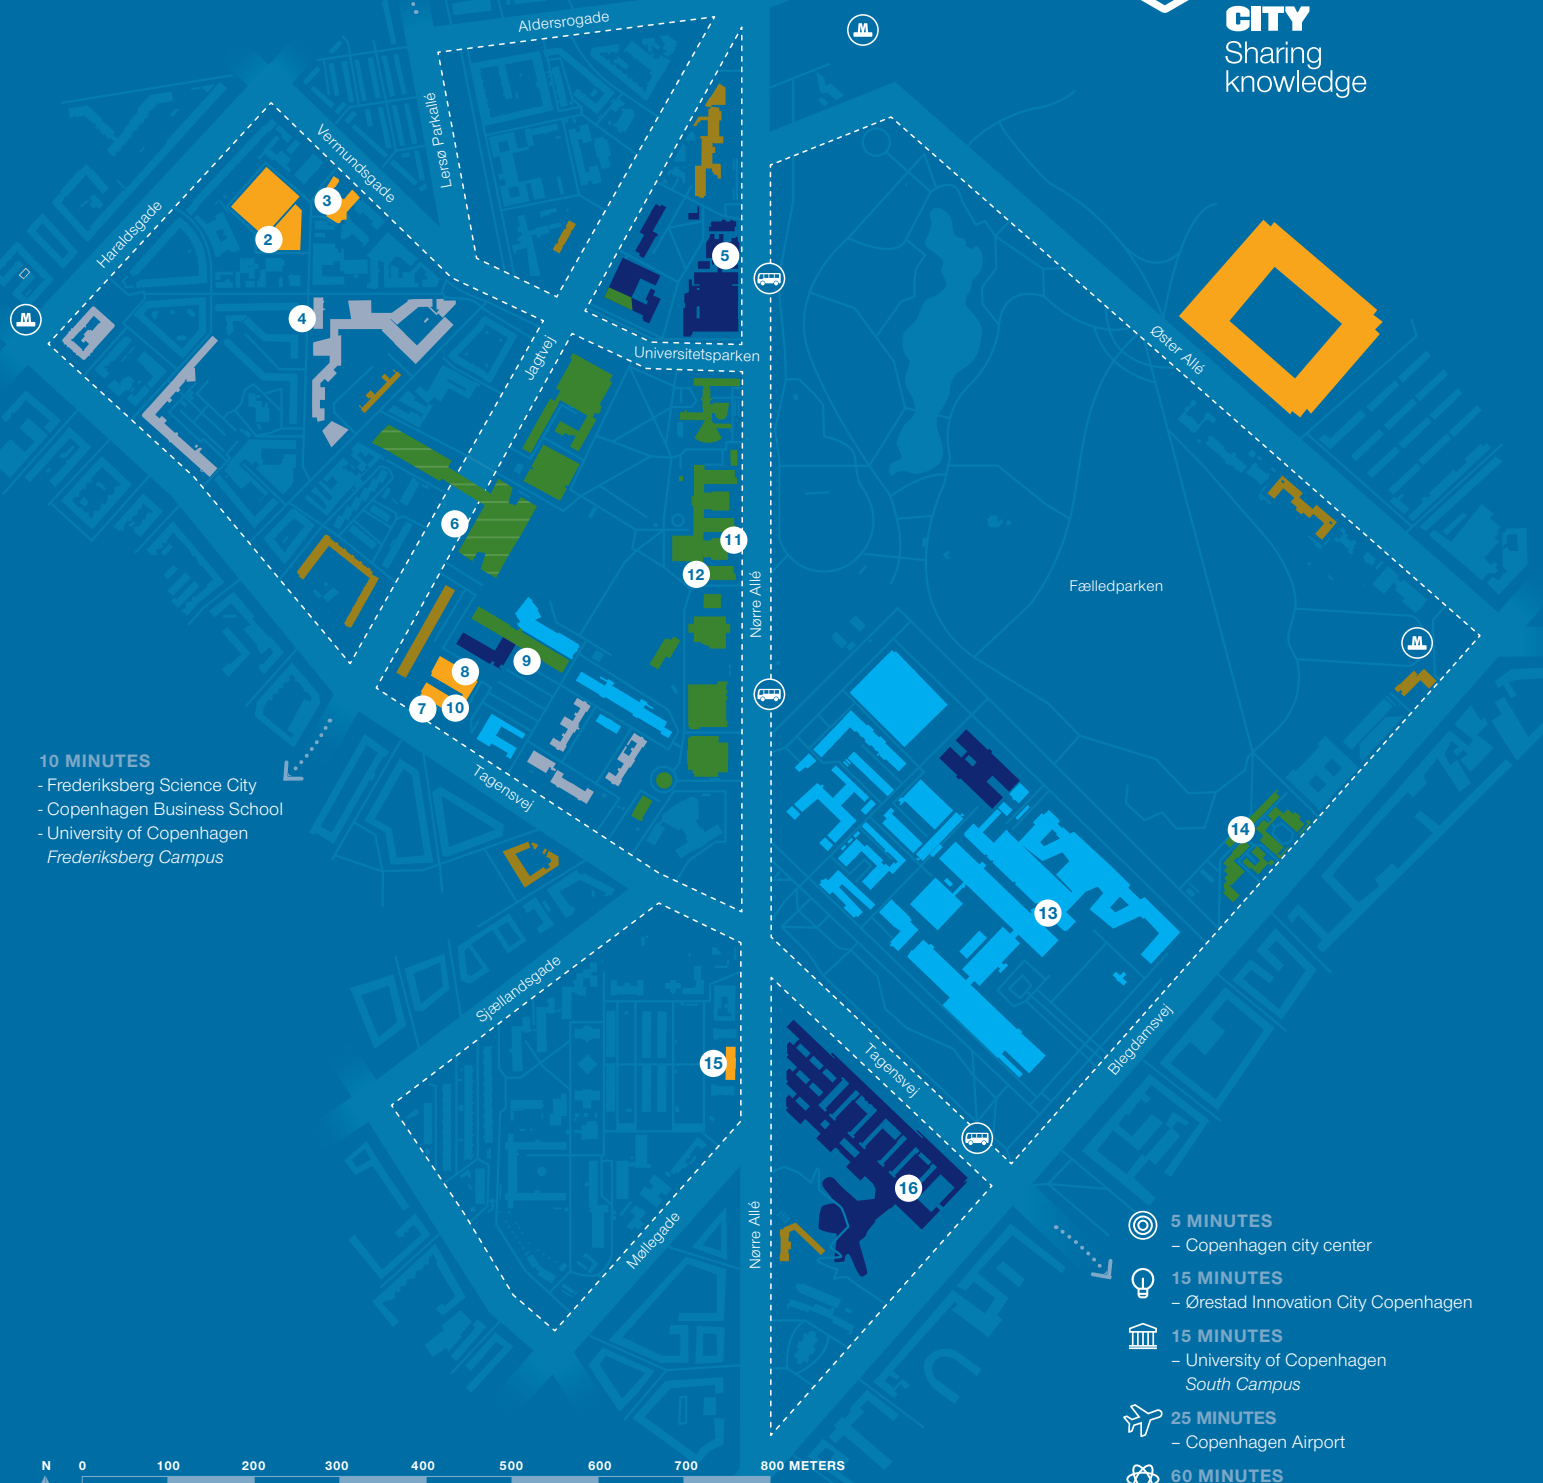 CITY
Sharing
knowledge
Aldersrogade
Lersø Parkallé
Vermundsgade
Haraldsgade
M
3
2
5
M
4
Universitetsparken
Jagtvej
Øster Allé
6
11
12
Nørre Allé
Fælledparken
M
9
8
7
10
10 MINUTES
- Frederiksberg Science City
- Copenhagen Business School
- University of Copenhagen
Frederiksberg Campus
Tagensvej
14
13
Sjællandsgade
15
Tagensvej
Blegdamsvej
16
Møllegade
Nørre Allé
5 MINUTES
– Copenhagen city center
15 MINUTES
– Ørestad Innovation City Copenhagen
15 MINUTES
– University of Copenhagen
South Campus
25 MINUTES
– Copenhagen Airport
60 MINUTES
N 0 100 200 300 400 500 600 700 800 METERS
M